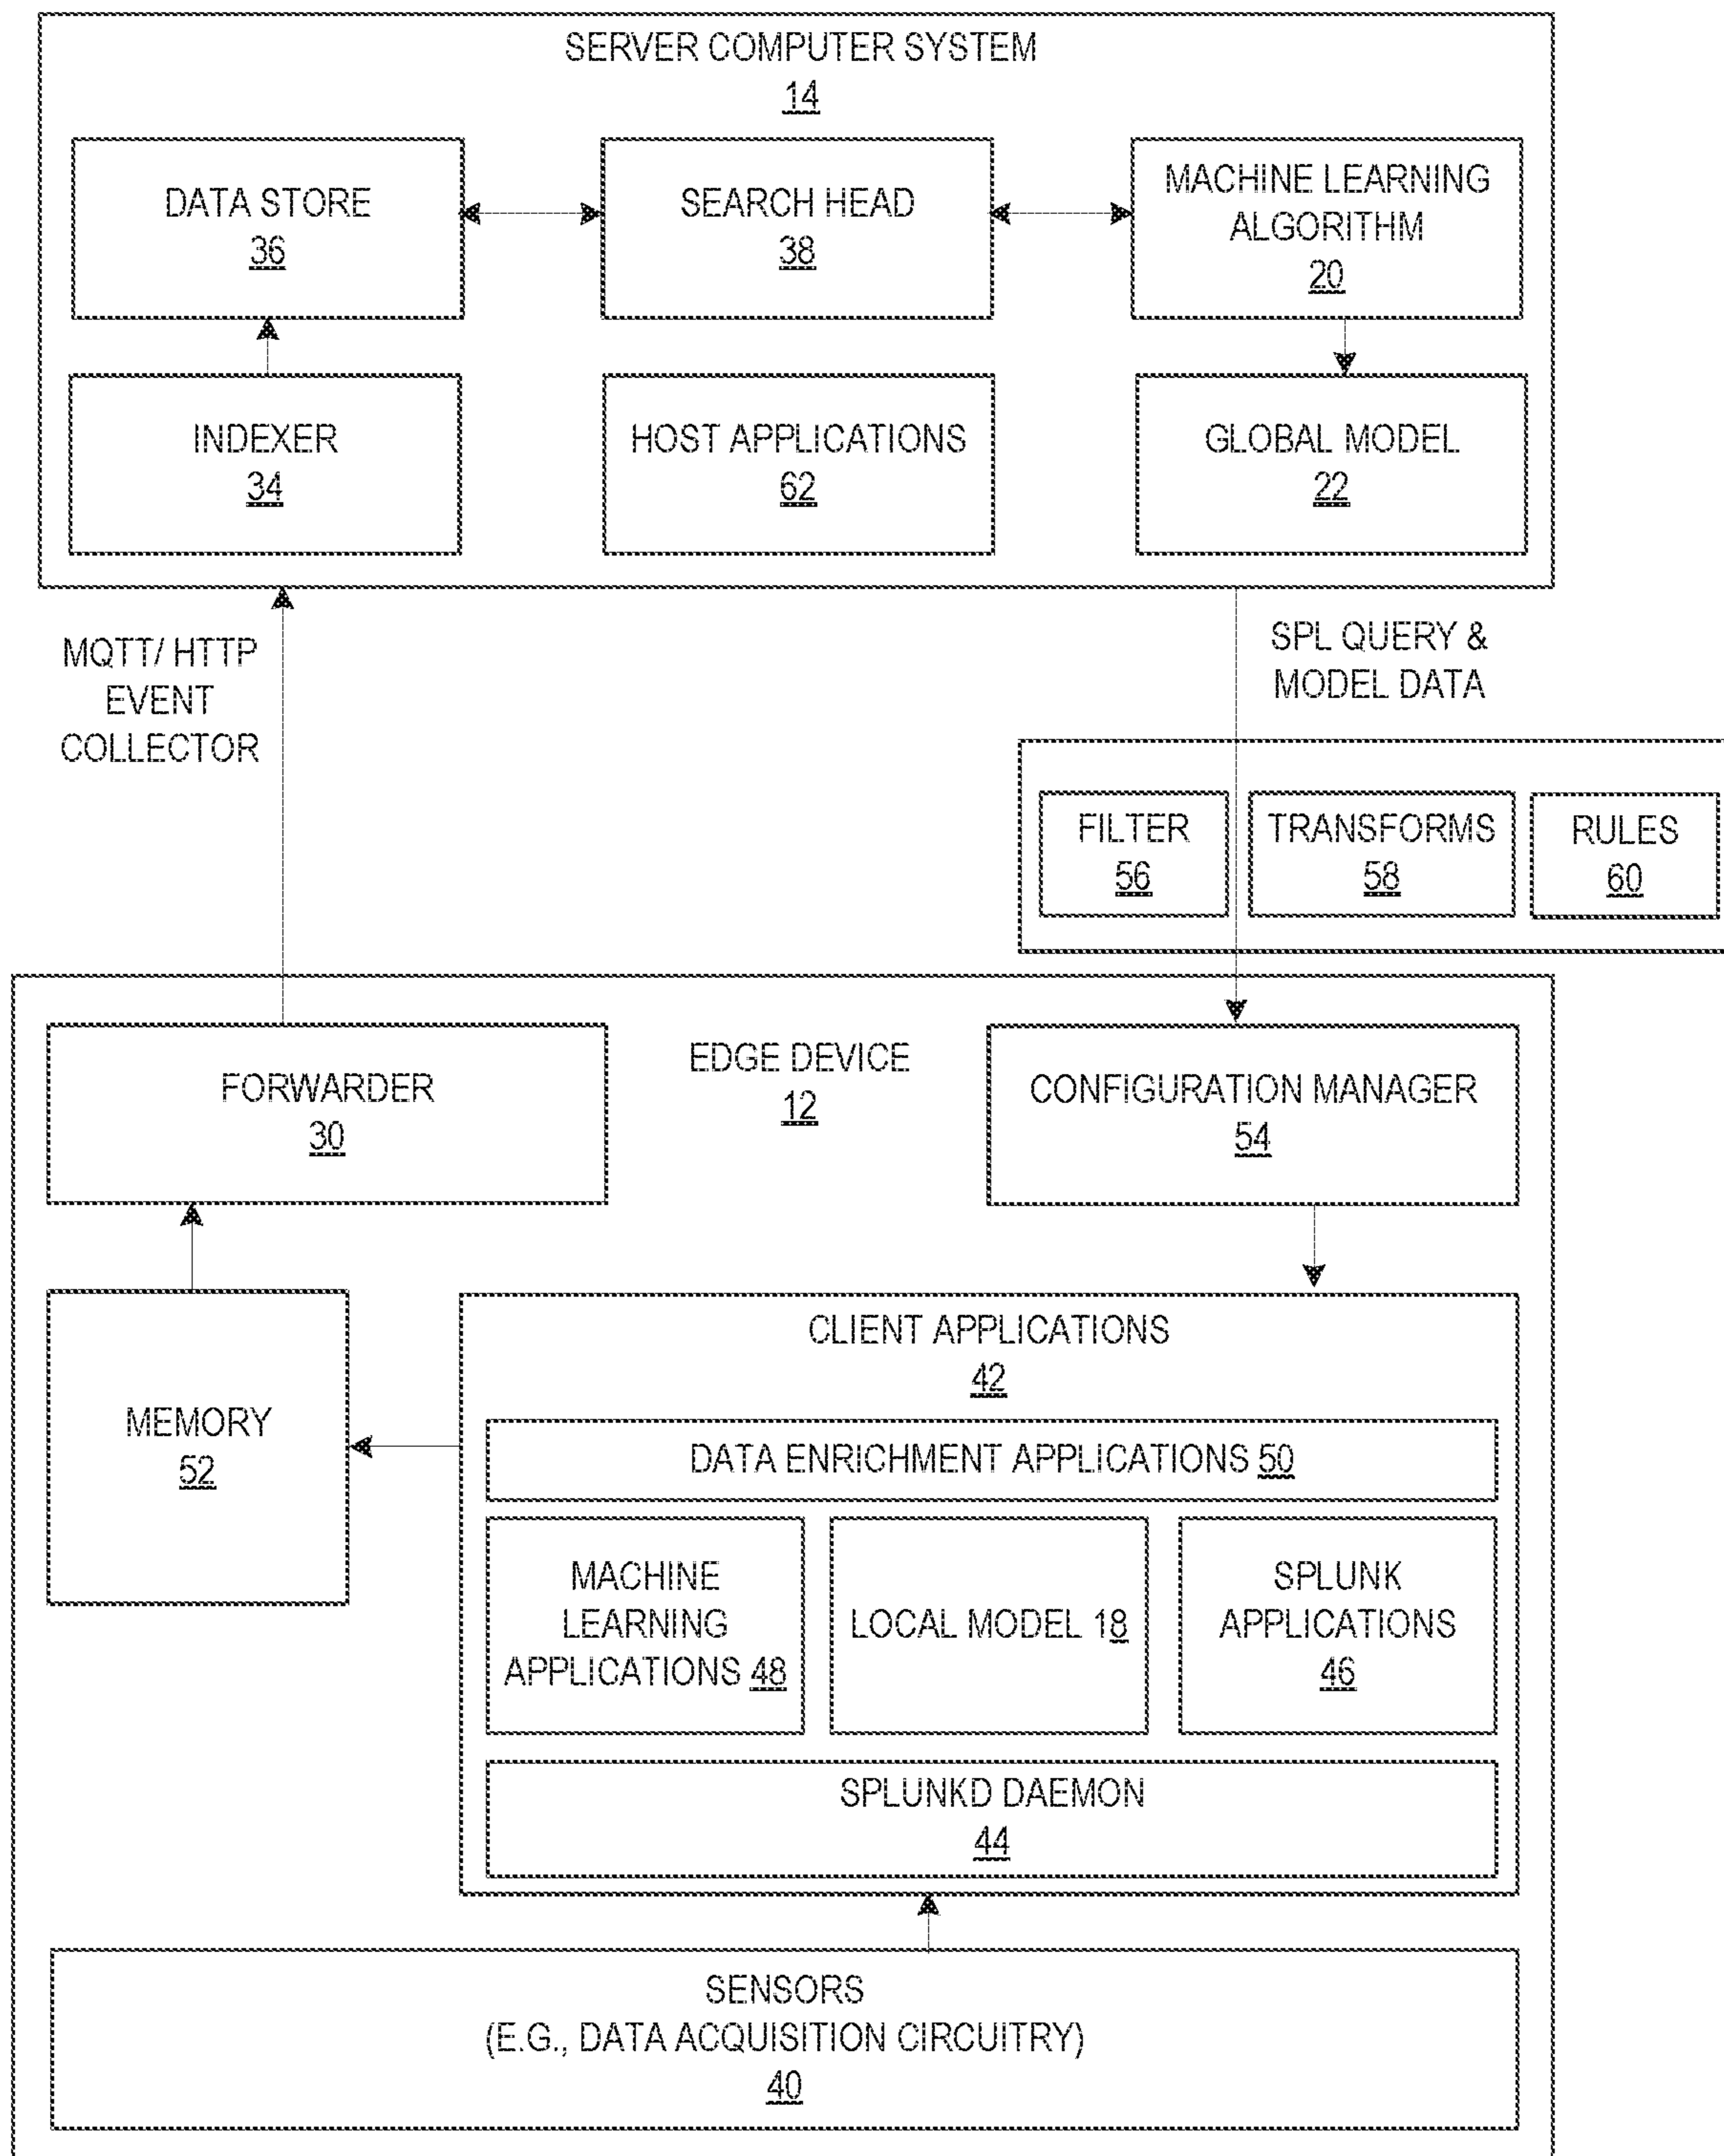 SERVER COMPUTER SYSTEM
14
DATA STORE
36
SEARCH HEAD
38
MACHINE LEARNING
ALGORITHM
20
INDEXER
34
HOST APPLICATIONS
62
GLOBAL MODEL
22
MQTT/ HTTP
EVENT
COLLECTOR
SPL QUERY &
MODEL DATA
FILTER
56
TRANSFORMS
58
RULES
60
FORWARDER
30
EDGE DEVICE
12
CONFIGURATION MANAGER
54
MEMORY
52
CLIENT APPLICATIONS
42
DATA ENRICHMENT APPLICATIONS 50
MACHINE
LEARNING
APPLICATIONS 48
LOCAL MODEL 18
SPLUNK
APPLICATIONS
46
SPLUNKD DAEMON
44
SENSORS
(E.G., DATA ACQUISITION CIRCUITRY)
40